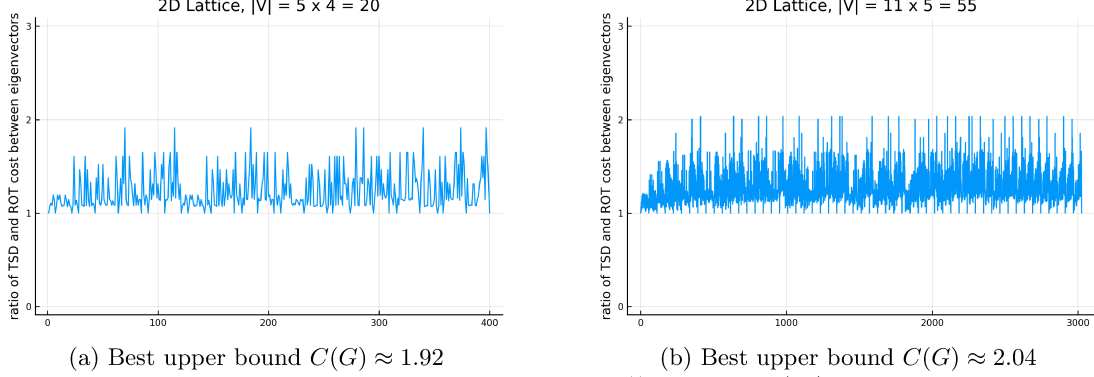 2D Lattice, |V| = 5 x 4 = 20
ratio of TSD and ROT cost between eigenvectors
3
2
1
0
0 100 200 300 400
(a) Best upper bound C(G) ≈ 1.92
2D Lattice, |V| = 11 x 5 = 55
ratio of TSD and ROT cost between eigenvectors
3
2
1
0
0 1000 2000 3000
(b) Best upper bound C(G) ≈ 2.04